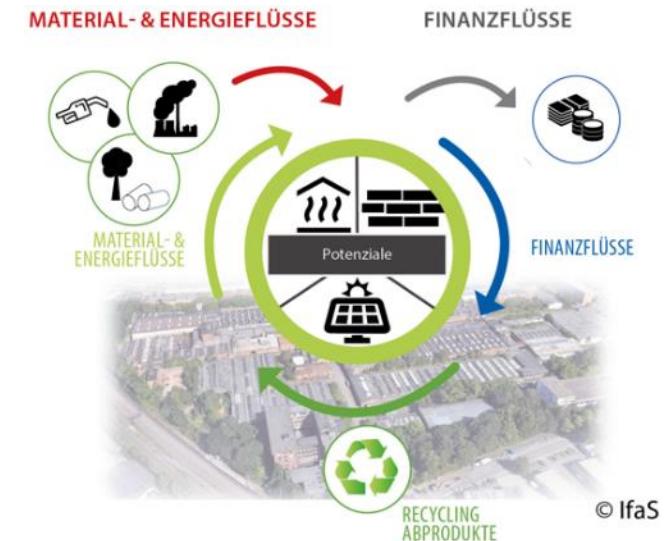 MATERIAL- & ENERGIEFLÜSSE
FINANZFLÜSSE
MATERIAL- &
ENERGIEFLÜSSE
Potenziale
FINANZFLÜSSE
RECYCLING
ABPRODUKTE
© IfaS